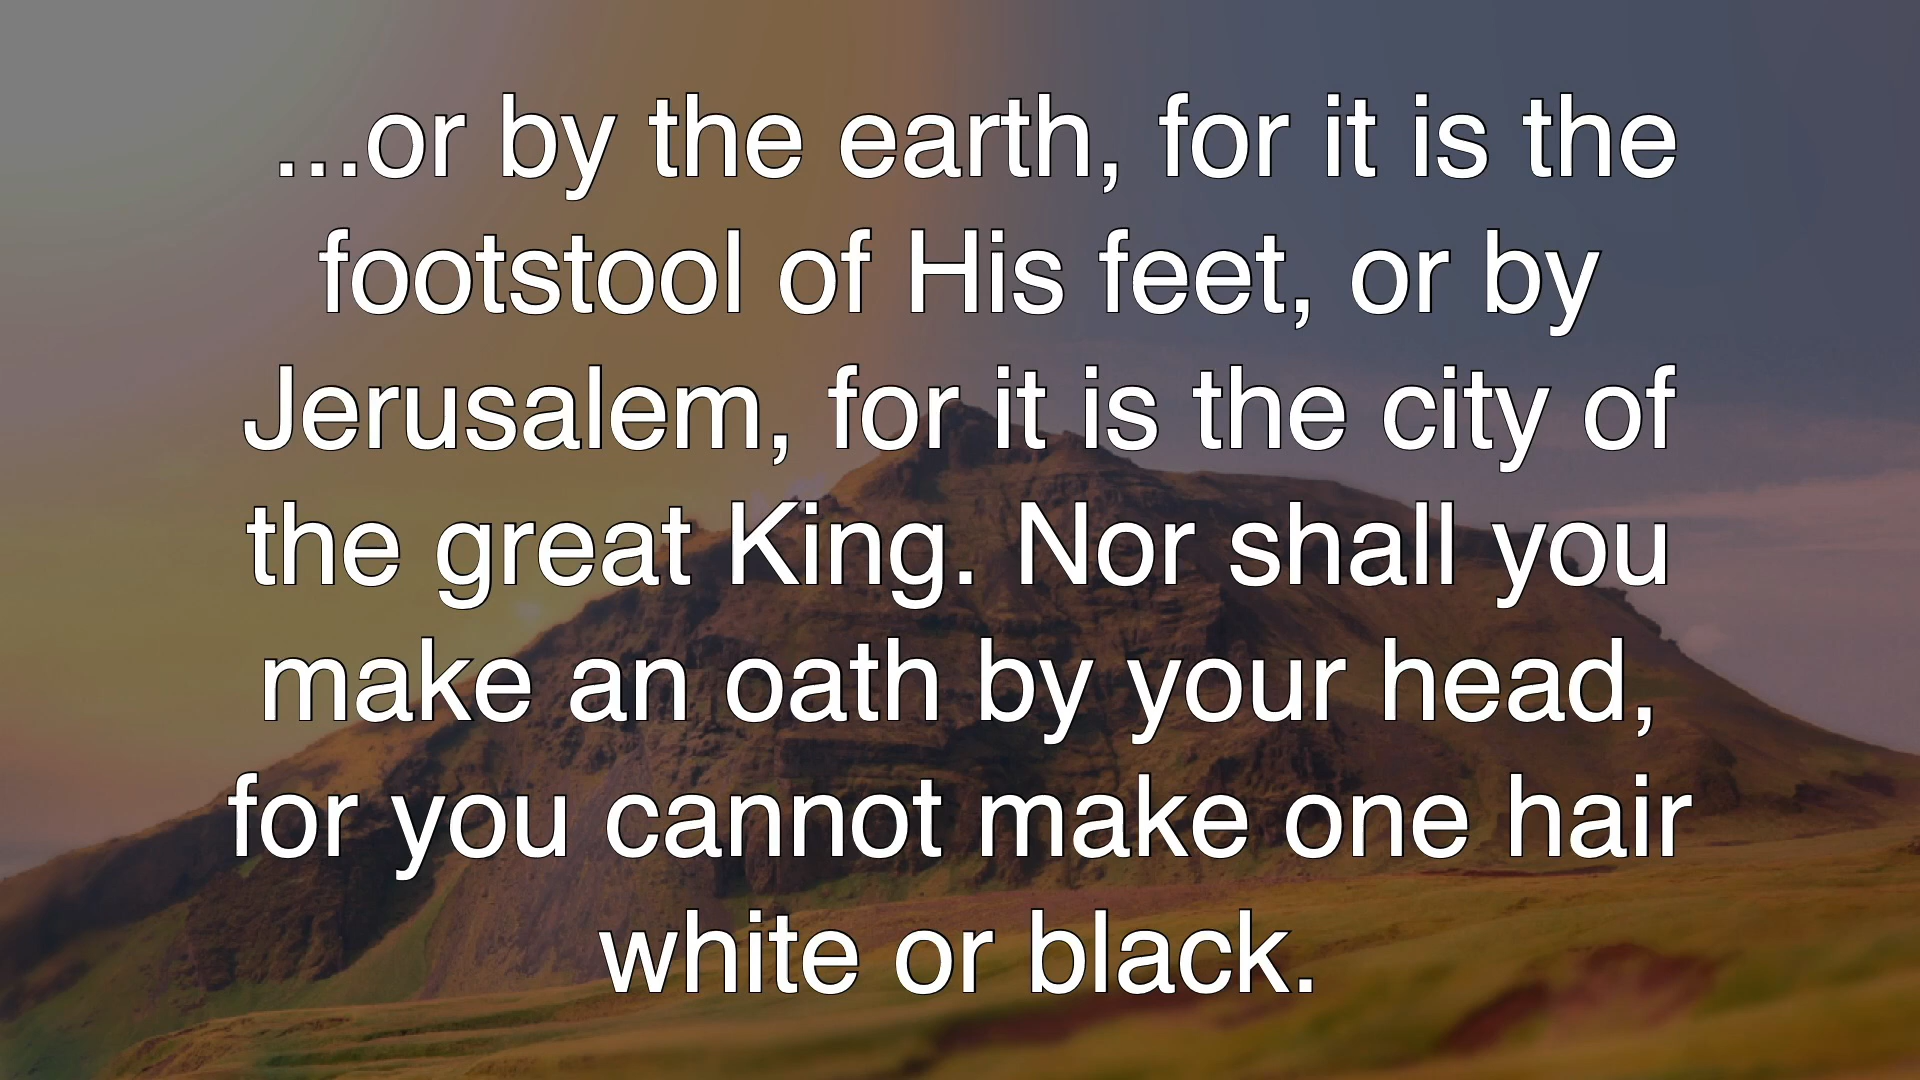 ...or by the earth, for it is the
footstool of His feet, or by
Jerusalem, for it is the city of
the great King. Nor shall you
make an oath by your head,
for you cannot make one hair
white or black.